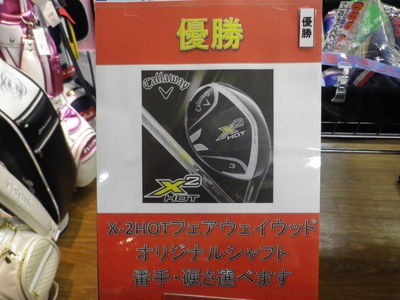 優勝
優勝
Callaway
Callaway
X2
HOT
3
X2
HOT
X-2HOTフェアウェイウッド
オリジナルシャフト
番手・硬さ選べます